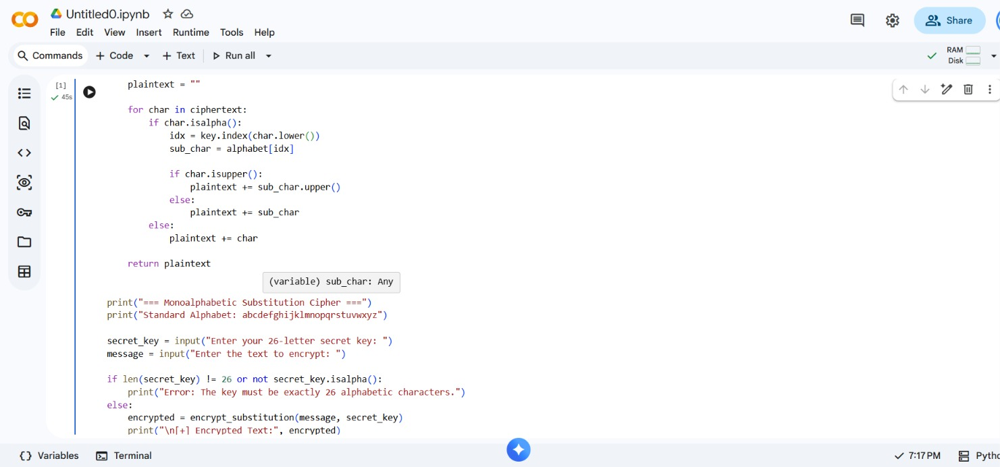 Untitled0.ipynb
File Edit View Insert Runtime Tools Help
Share
Commands + Code + Text Run all
RAM
Disk
[1]
45s
plaintext = ""
for char in ciphertext:
if char.isalpha():
idx = key.index(char.lower())
sub_char = alphabet[idx]
if char.isupper():
plaintext += sub_char.upper()
else:
plaintext += sub_char
else:
plaintext += char
return plaintext
(variable) sub_char: Any
print("=== Monoalphabetic Substitution Cipher ===")
print("Standard Alphabet: abcdefghijklmnopqrstuvwxyz")
secret_key = input("Enter your 26-letter secret key: ")
message = input("Enter the text to encrypt: ")
if len(secret_key) != 26 or not secret_key.isalpha():
print("Error: The key must be exactly 26 alphabetic characters.")
else:
encrypted = encrypt_substitution(message, secret_key)
print("\n[+] Encrypted Text:", encrypted)
{} Variables Terminal
7:17 PM Pytho